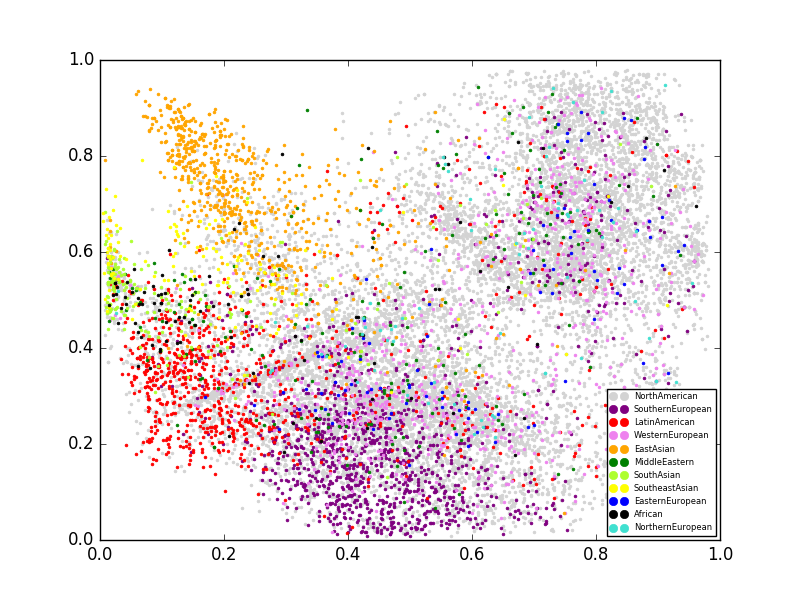 1.0
0.8
0.6
0.4
0.2
0.0
0.0 0.2 0.4 0.6 0.8 1.0
NorthAmerican
SouthernEuropean
LatinAmerican
WesternEuropean
EastAsian
MiddleEastern
SouthAsian
SoutheastAsian
EasternEuropean
African
NorthernEuropean